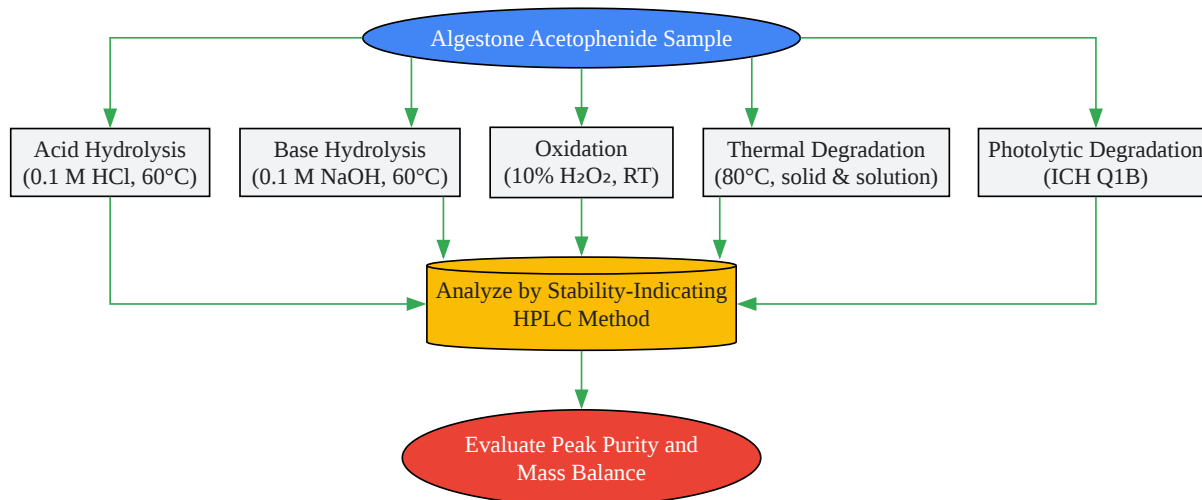 Algestone Acetophenide Sample
Acid Hydrolysis
(0.1 M HCl, 60°C)
Base Hydrolysis
(0.1 M NaOH, 60°C)
Oxidation
(10% H₂O₂, RT)
Thermal Degradation
(80°C, solid & solution)
Photolytic Degradation
(ICH Q1B)
Analyze by Stability-Indicating
HPLC Method
Evaluate Peak Purity and
Mass Balance